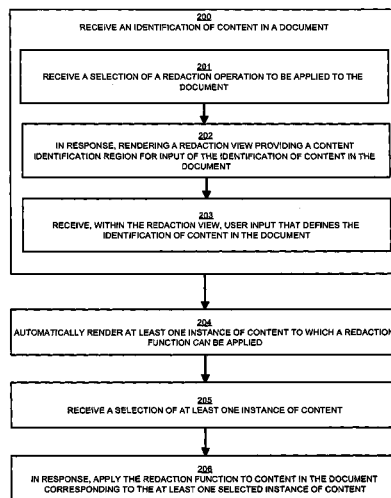 200
RECEIVE AN IDENTIFICATION OF CONTENT IN A DOCUMENT
201
RECEIVE A SELECTION OF A REDACTION OPERATION TO BE APPLIED TO THE
DOCUMENT
202
IN RESPONSE, RENDERING A REDACTION VIEW PROVIDING A CONTENT
IDENTIFICATION REGION FOR INPUT OF THE IDENTIFICATION OF CONTENT IN THE
DOCUMENT
203
RECEIVE, WITHIN THE REDACTION VIEW, USER INPUT THAT DEFINES THE
IDENTIFICATION OF CONTENT IN THE DOCUMENT
204
AUTOMATICALLY RENDER AT LEAST ONE INSTANCE OF CONTENT TO WHICH A REDACTION
FUNCTION CAN BE APPLIED
205
RECEIVE A SELECTION OF AT LEAST ONE INSTANCE OF CONTENT
206
IN RESPONSE, APPLY THE REDACTION FUNCTION TO CONTENT IN THE DOCUMENT
CORRESPONDING TO THE AT LEAST ONE SELECTED INSTANCE OF CONTENT